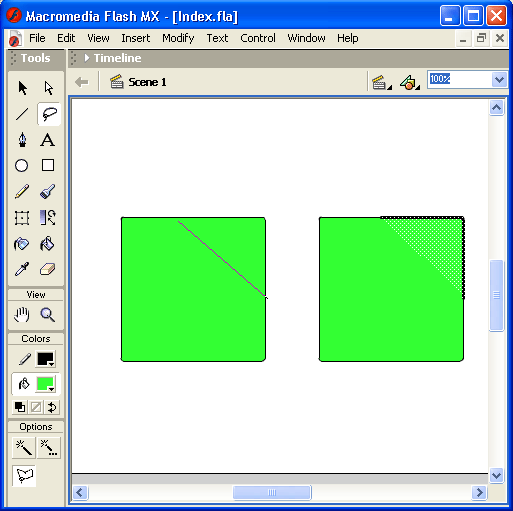 Macromedia Flash MX - [Index.fla]
File Edit View Insert Modify Text Control Window Help
Tools
Timeline
Scene 1
100%
A
View
Colors
Options